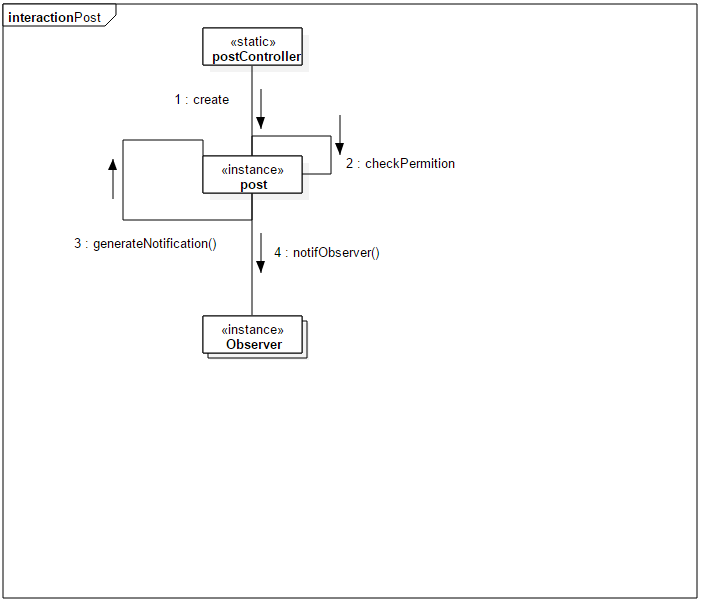 interactionPost
«static»
postController
1 : create
2 : checkPermition
«instance»
post
3 : generateNotification()
4 : notifObserver()
«instance»
Observer